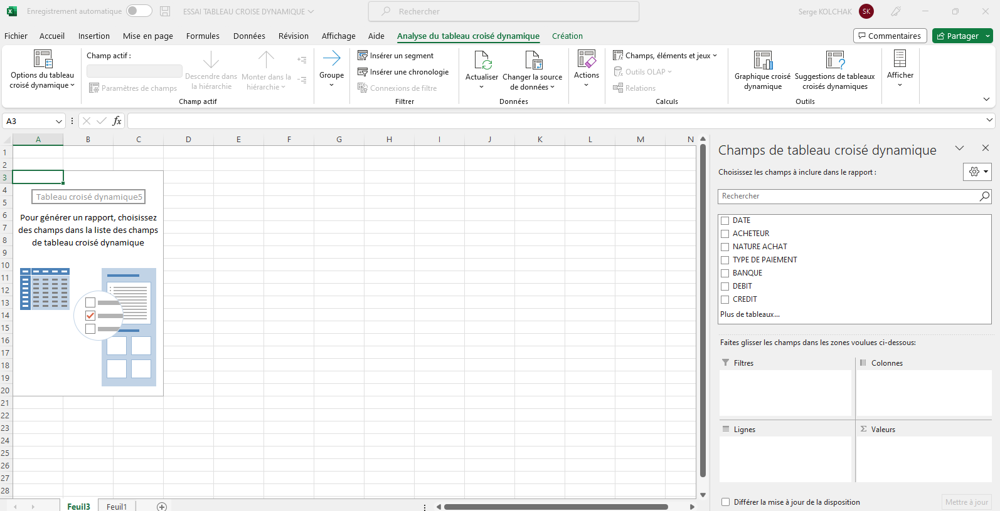 Enregistrement automatique
ESSAI TABLEAU CROISE DYNAMIQUE
Rechercher
Serge KOLCHAK
SK
Fichier Accueil Insertion Mise en page Formules Données Révision Affichage Aide Analyse du tableau croisé dynamique Création
Commentaires
Partager
Options du tableau
croisé dynamique
Champ actif :
Paramètres de champs
Descendre dans
la hiérarchie
Monter dans la
hiérarchie
Champ actif
Groupe
Insérer un segment
Insérer une chronologie
Connexions de filtre
Filtrer
Actualiser
Changer la source
de données
Données
Actions
Champs, éléments et jeux
Outils OLAP
Relations
Calculs
Graphique croisé
dynamique
Suggestions de tableaux
croisés dynamiques
Outils
Afficher
A3
fx
A B C D E F G H I J K L M N
1
2
3
4
5
6
7
8
9
10
11
12
13
14
15
16
17
18
19
20
21
22
23
24
25
26
27
28
Tableau croisé dynamique5
Pour générer un rapport, choisissez
des champs dans la liste des champs
de tableau croisé dynamique
Feuil3 Feuil1
Champs de tableau croisé dynamique
Choisissez les champs à inclure dans le rapport :
Rechercher
DATE
ACHETEUR
NATURE ACHAT
TYPE DE PAIEMENT
BANQUE
DEBIT
CREDIT
Plus de tableaux...
Faites glisser les champs dans les zones voulues ci-dessous:
Filtres
Colonnes
Lignes
Σ Valeurs
Différer la mise à jour de la disposition
Mettre à jour